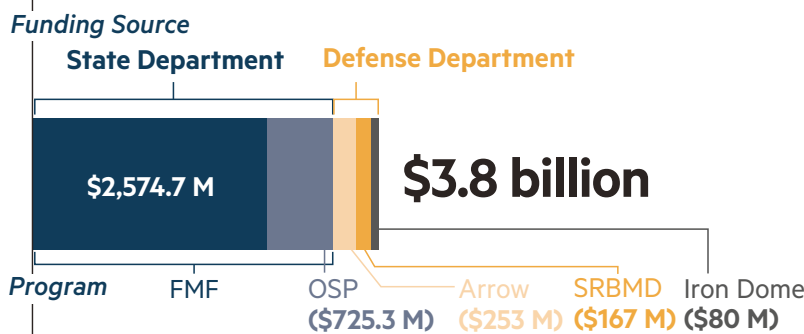 Funding Source
State Department
Defense Department
$2,574.7 M
$3.8 billion
Program
FMF
OSP
($725.3 M)
Arrow
($253 M)
SRBMD
($167 M)
Iron Dome
($80 M)